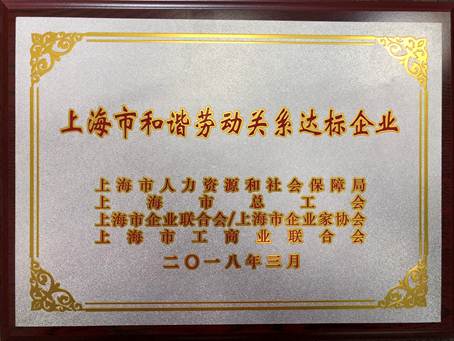 上海市和谐劳动关系达标企业
上海市人力资源和社会保障局
上海市总工会
上海市企业联合会/上海市企业家协会
上海市工商业联合会
二〇一八年三月